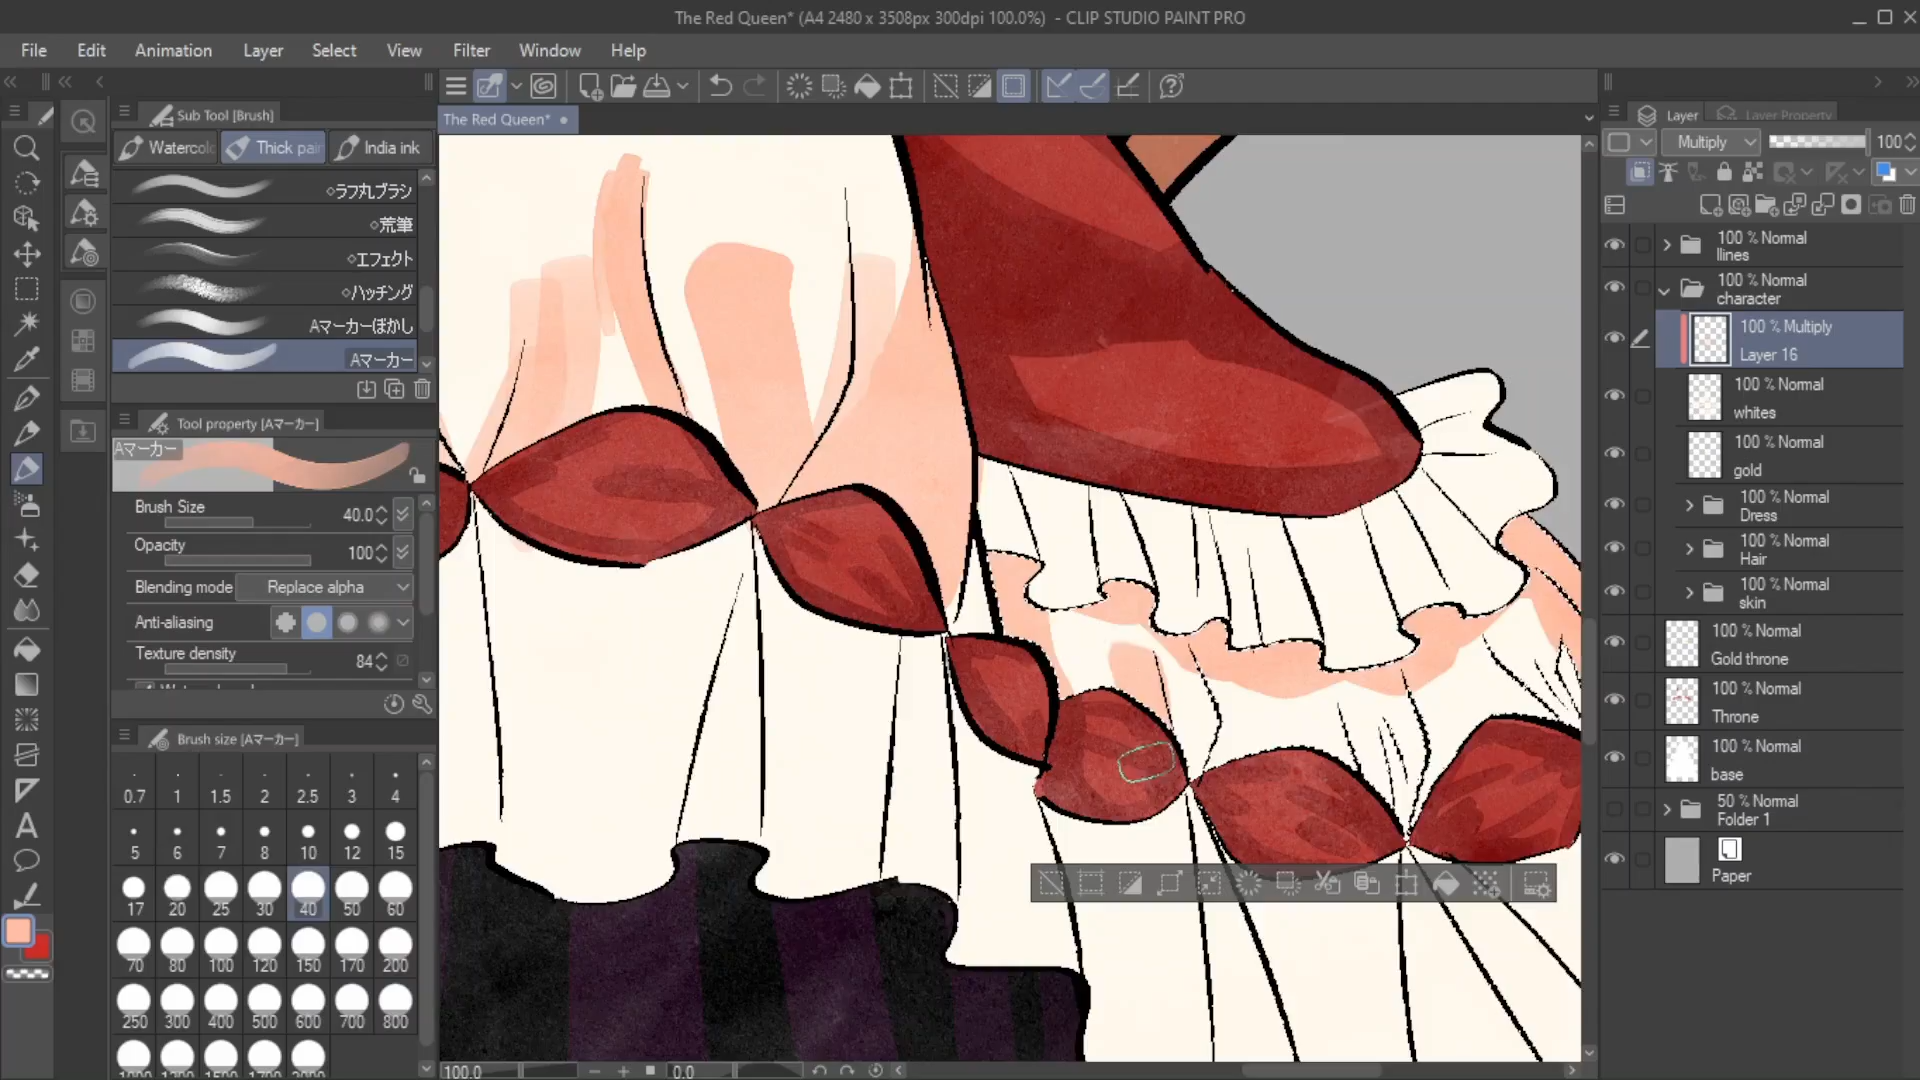 The Red Queen* (A4 2480 x 3508px 300dpi 100.0%) - CLIP STUDIO PAINT PRO
File Edit Animation Layer Select View Filter Window Help
Sub Tool [Brush]
Watercol Thick pain India ink
◇ラフ丸ブラシ
◇荒筆
◇エフェクト
◇ハッチング
Aマーカーぼかし
Aマーカー
Tool property [Aマーカー]
Aマーカー
Brush Size 40.0
Opacity 100
Blending mode Replace alpha
Anti-aliasing
Texture density 84
Brush size [Aマーカー]
0.7 1 1.5 2 2.5 3 4
5 6 7 8 10 12 15
17 20 25 30 40 50 60
70 80 100 120 150 170 200
250 300 400 500 600 700 800
The Red Queen*
100.0 0.0
Layer Layer Property
Multiply 100
100 % Normal
llines
100 % Normal
character
100 % Multiply
Layer 16
100 % Normal
whites
100 % Normal
gold
100 % Normal
Dress
100 % Normal
Hair
100 % Normal
skin
100 % Normal
Gold throne
100 % Normal
Throne
100 % Normal
base
50 % Normal
Folder 1
Paper